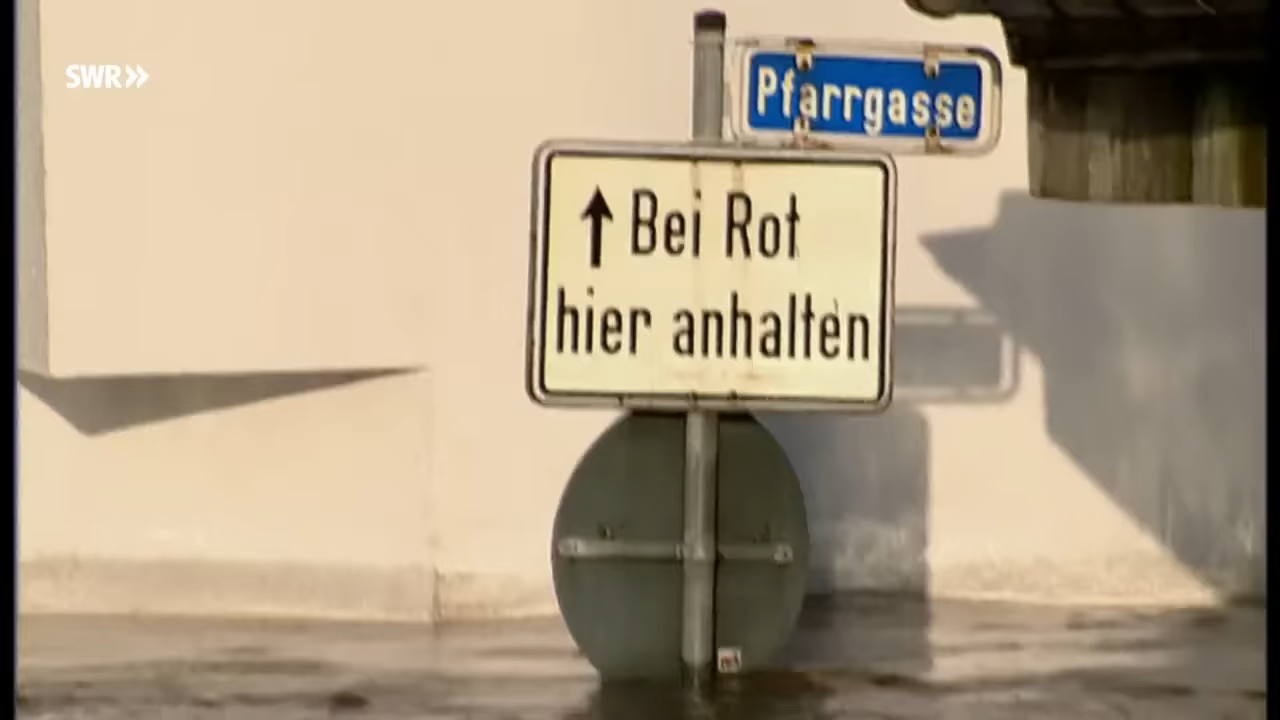 SWR»
Pfarrgasse
↑ Bei Rot
hier anhalten